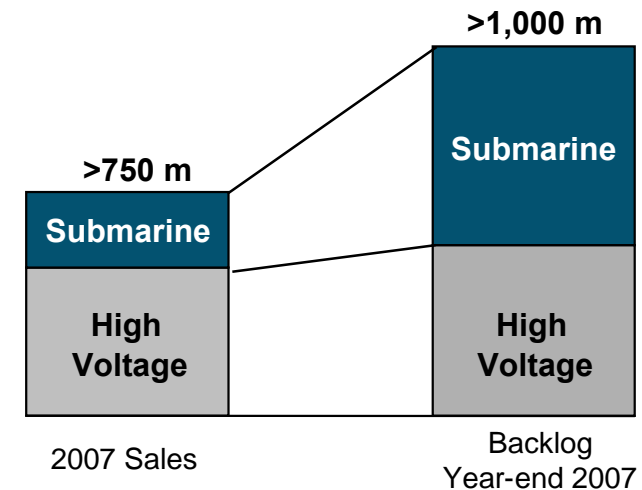 >1,000 m
>750 m
Submarine
Submarine
High
Voltage
High
Voltage
2007 Sales
Backlog
Year-end 2007